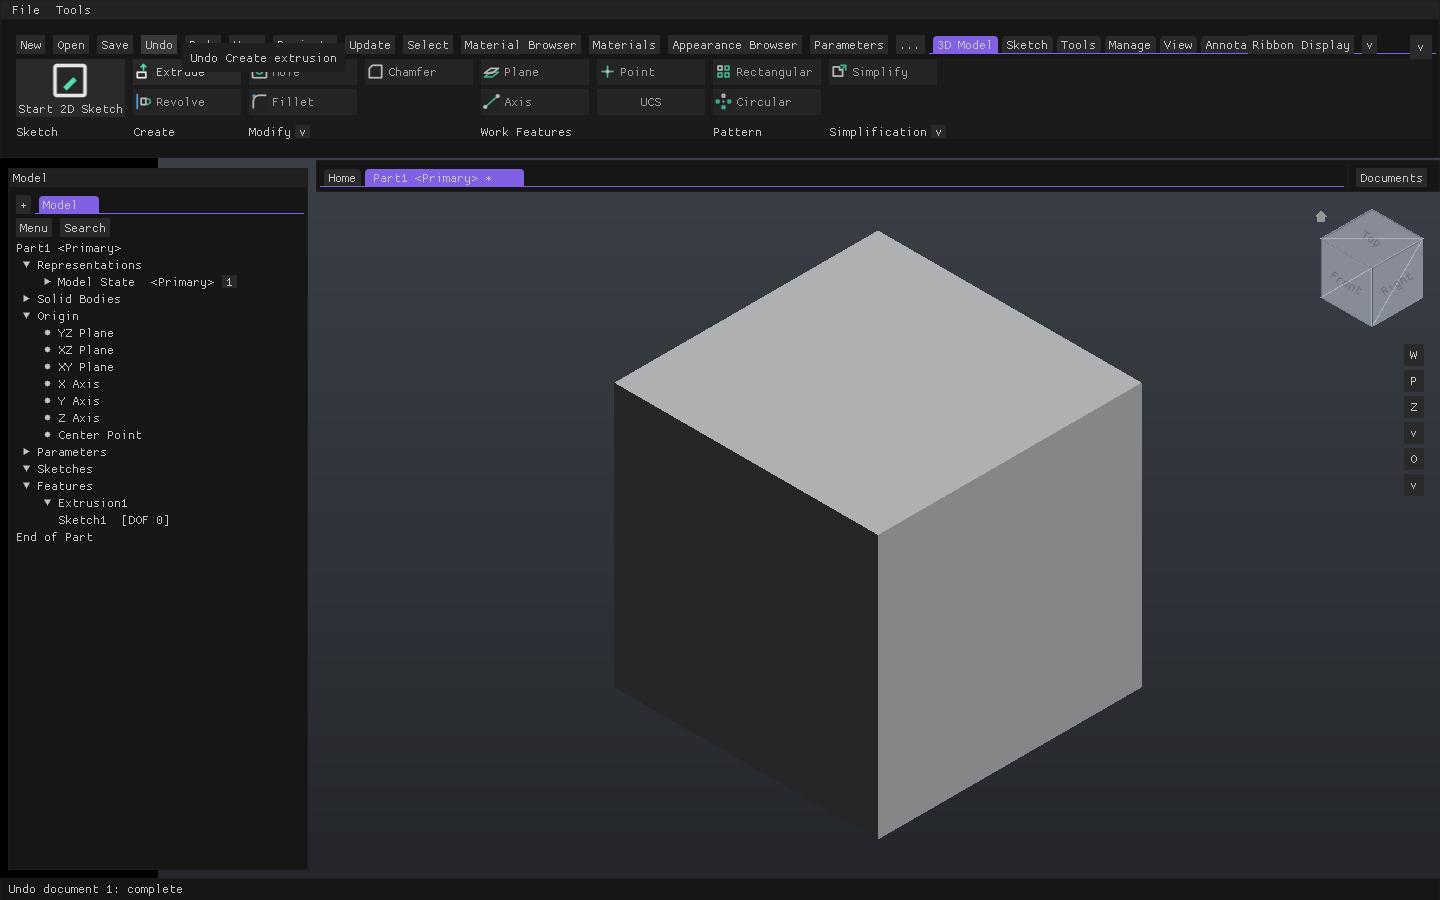 File Tools
New Open Save Undo Update Select Material Browser Materials Appearance Browser Parameters ... 3D Model Sketch Tools Manage View Annota Ribbon Display v v
Undo Create extrusion
Extrude Hole Chamfer Plane Point Rectangular Simplify
Start 2D Sketch Revolve Fillet Axis UCS Circular
Sketch Create Modify v Work Features Pattern Simplification v
Model
Home Part1 <Primary> * Documents
+ Model
Menu Search
Part1 <Primary>
Representations
Model State <Primary> 1
Solid Bodies
Origin
YZ Plane
XZ Plane
XY Plane
X Axis
Y Axis
Z Axis
Center Point
Parameters
Sketches
Features
Extrusion1
Sketch1 [DOF 0]
End of Part
Top
Front Right
W
P
Z
v
O
v
Undo document 1: complete